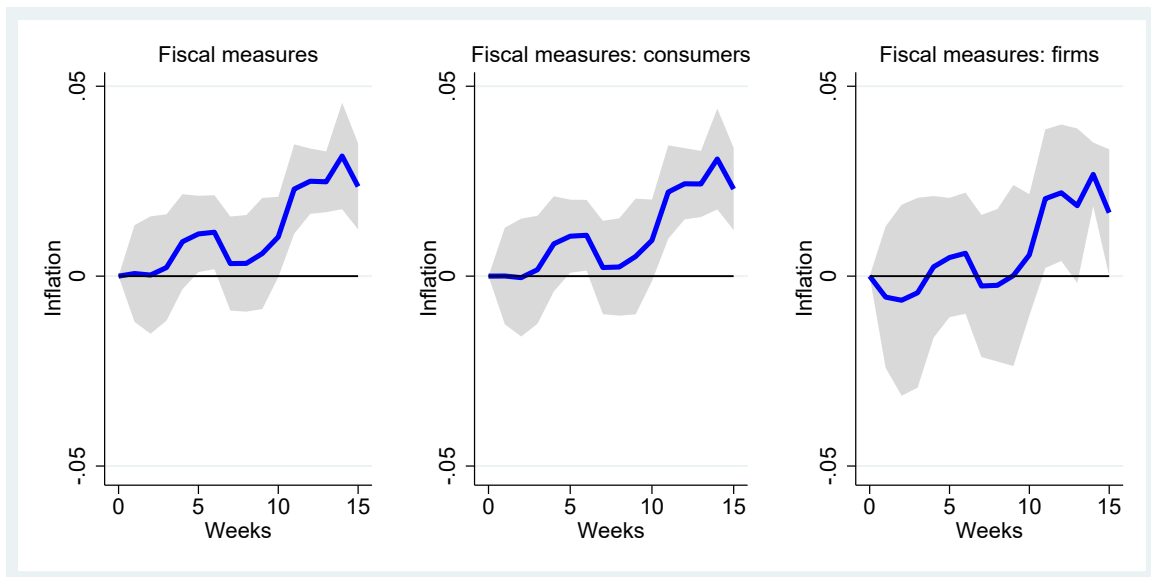 Fiscal measures
.05
0
-.05
Inflation
0 5 10 15
Weeks
Fiscal measures: consumers
.05
0
-.05
Inflation
0 5 10 15
Weeks
Fiscal measures: firms
.05
0
-.05
Inflation
0 5 10 15
Weeks